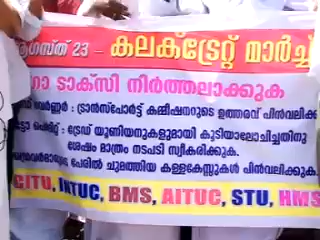 ആഗസ്ത് 23 – കലക്ട്രേറ്റ് മാർച്ച്
ടാക്സി നിർത്തലാക്കുക
ട്രാൻസ്പോർട്ട് കമ്മീഷണറുടെ ഉത്തരവ് പിൻവലിക്ക
പെർമിറ്റ് : ട്രേഡ് യൂണിയനുകളുമായി കൂടിയാലോചിച്ചതിനു
ശേഷം മാത്രം നടപടി സ്വീകരിക്കുക.
പേരിൽ ചുമത്തിയ കള്ളകേസ്സുകൾ പിൻവലിക്കുക.
CITU, INTUC, BMS, AITUC, STU, HMS